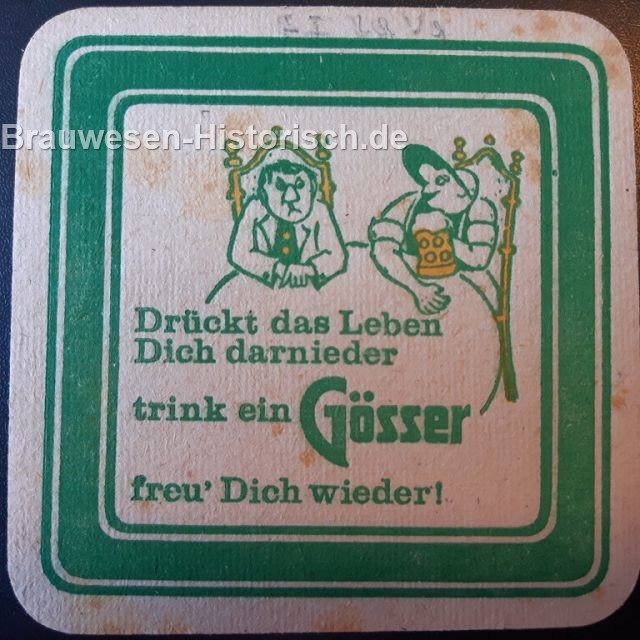 Brauwesen-Historisch.de
Drückt das Leben
Dich darnieder
trink ein Gösser
freu' Dich wieder!